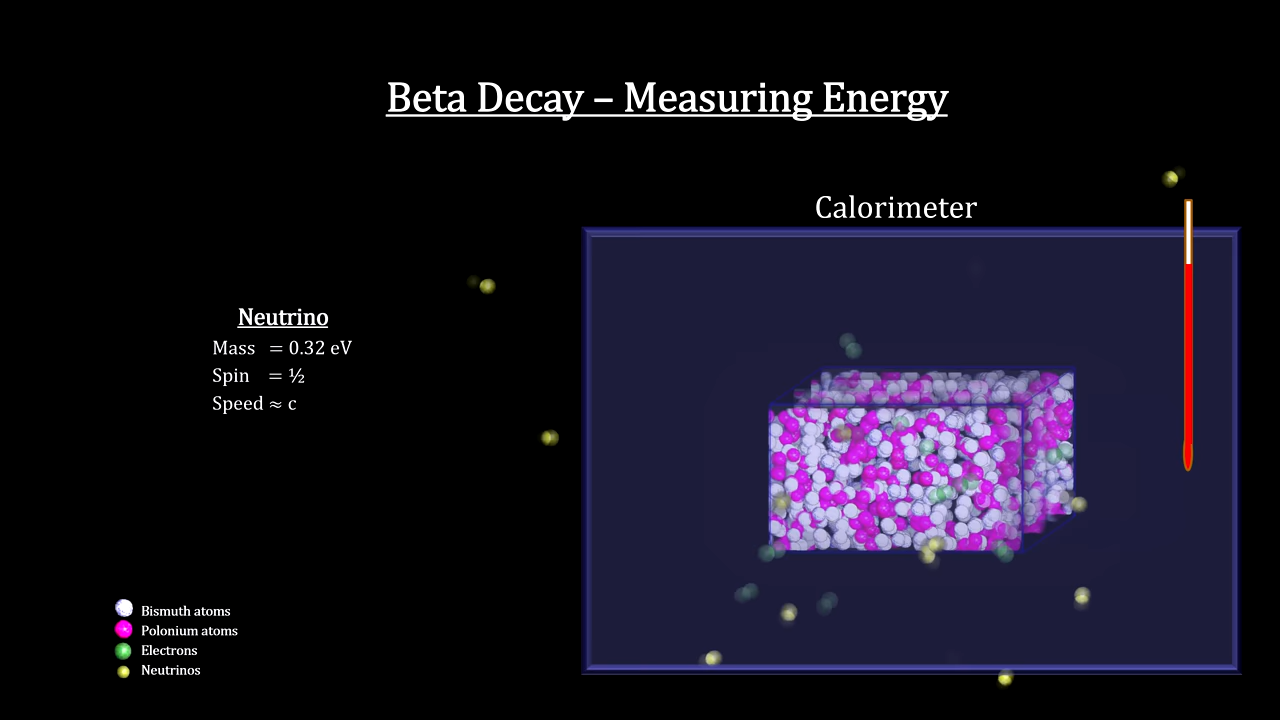 Beta Decay – Measuring Energy
Calorimeter
Neutrino
Mass = 0.32 eV
Spin = ½
Speed ≈ c
Bismuth atoms
Polonium atoms
Electrons
Neutrinos